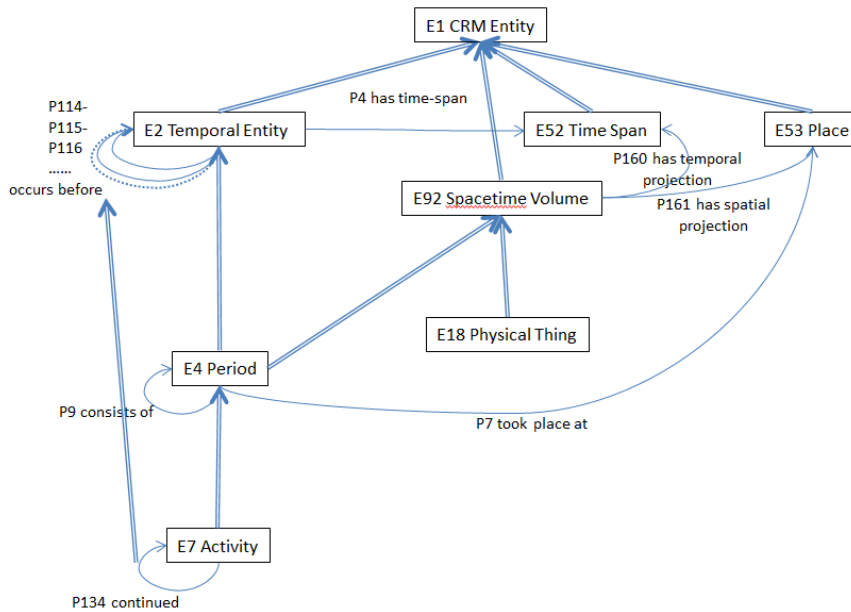 E1 CRM Entity
P4 has time-span
P114-
P115-
P116
......
occurs before
E2 Temporal Entity
E52 Time Span
E53 Place
P160 has temporal
projection
E92 Spacetime Volume
P161 has spatial
projection
E18 Physical Thing
E4 Period
P9 consists of
P7 took place at
E7 Activity
P134 continued